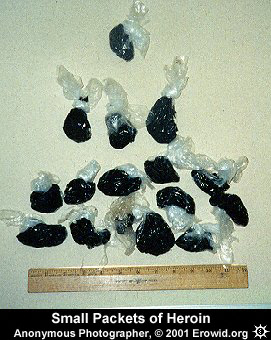 Small Packets of Heroin
Anonymous Photographer, © 2001 Erowid.org